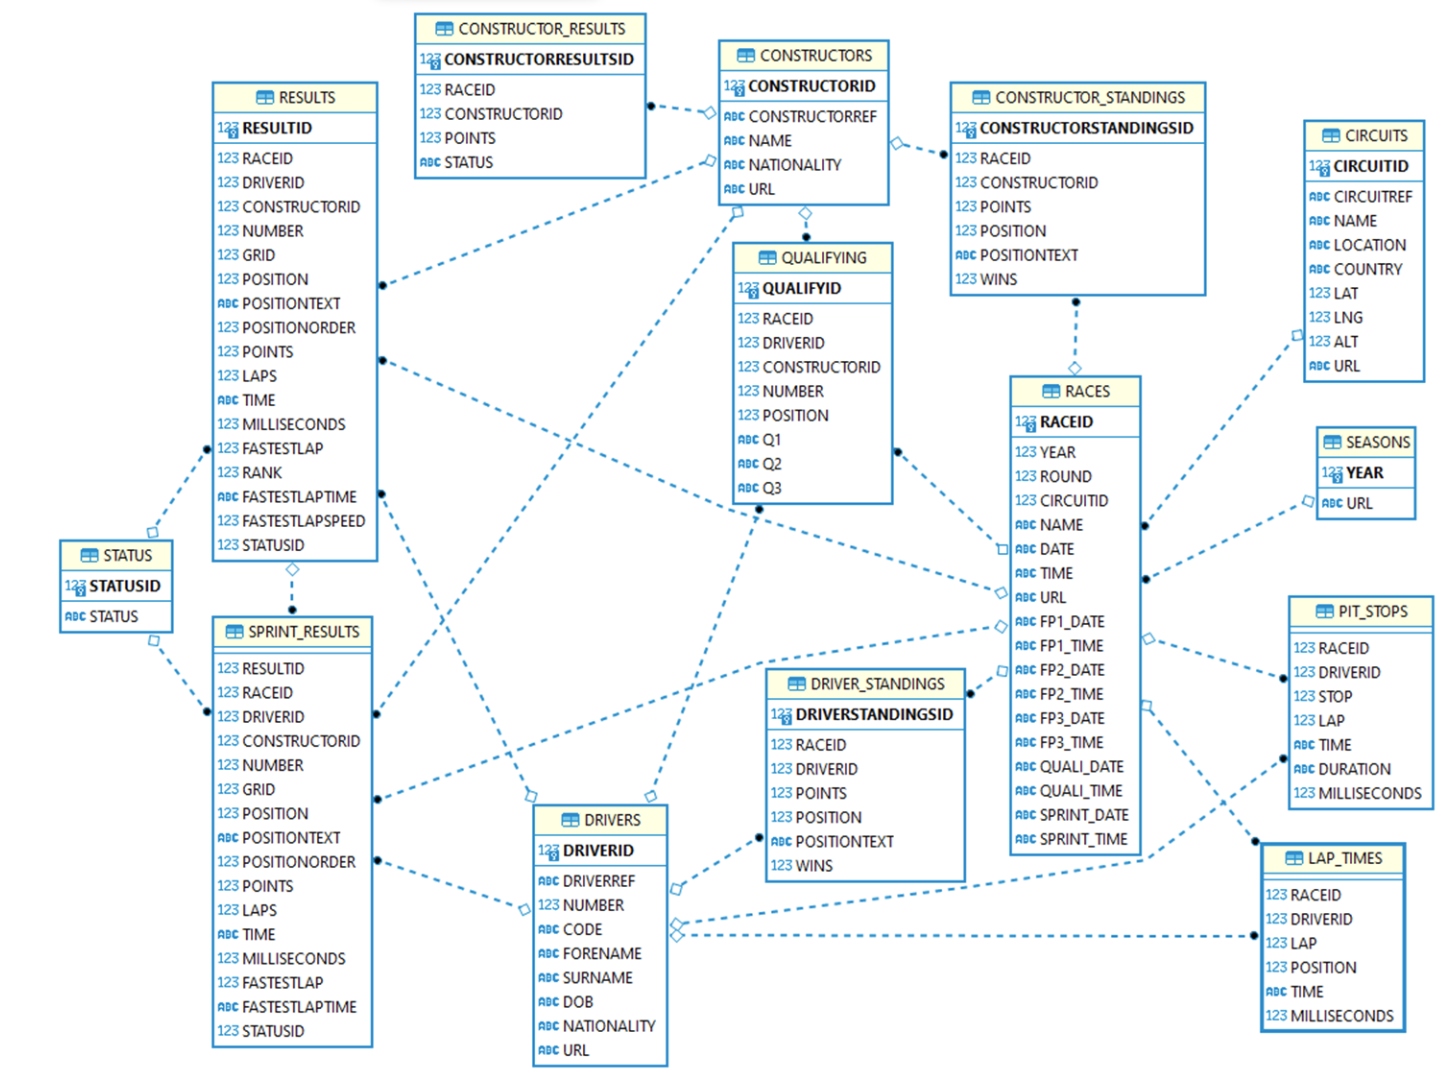 CONSTRUCTOR_RESULTS
123 CONSTRUCTORRESULTSID
123 RACEID
123 CONSTRUCTORID
123 POINTS
ABC STATUS
CONSTRUCTORS
123 CONSTRUCTORID
ABC CONSTRUCTORREF
ABC NAME
ABC NATIONALITY
ABC URL
RESULTS
123 RESULTID
123 RACEID
123 DRIVERID
123 CONSTRUCTORID
123 NUMBER
123 GRID
123 POSITION
ABC POSITIONTEXT
123 POSITIONORDER
123 POINTS
123 LAPS
ABC TIME
123 MILLISECONDS
123 FASTESTLAP
123 RANK
ABC FASTESTLAPTIME
123 FASTESTLAPSPEED
123 STATUSID
CONSTRUCTOR_STANDINGS
123 CONSTRUCTORSTANDINGSID
123 RACEID
123 CONSTRUCTORID
123 POINTS
123 POSITION
ABC POSITIONTEXT
123 WINS
CIRCUITS
123 CIRCUITID
ABC CIRCUITREF
ABC NAME
ABC LOCATION
ABC COUNTRY
123 LAT
123 LNG
123 ALT
ABC URL
QUALIFYING
123 QUALIFYID
123 RACEID
123 DRIVERID
123 CONSTRUCTORID
123 NUMBER
123 POSITION
ABC Q1
ABC Q2
ABC Q3
RACES
123 RACEID
123 YEAR
123 ROUND
123 CIRCUITID
ABC NAME
ABC DATE
ABC TIME
ABC URL
ABC FP1_DATE
ABC FP1_TIME
ABC FP2_DATE
ABC FP2_TIME
ABC FP3_DATE
ABC FP3_TIME
ABC QUALI_DATE
ABC QUALI_TIME
ABC SPRINT_DATE
ABC SPRINT_TIME
SEASONS
123 YEAR
ABC URL
STATUS
123 STATUSID
ABC STATUS
SPRINT_RESULTS
123 RESULTID
123 RACEID
123 DRIVERID
123 CONSTRUCTORID
123 NUMBER
123 GRID
123 POSITION
ABC POSITIONTEXT
123 POSITIONORDER
123 POINTS
123 LAPS
ABC TIME
123 MILLISECONDS
123 FASTESTLAP
ABC FASTESTLAPTIME
123 STATUSID
PIT_STOPS
123 RACEID
123 DRIVERID
123 STOP
123 LAP
ABC TIME
ABC DURATION
123 MILLISECONDS
DRIVER_STANDINGS
123 DRIVERSTANDINGSID
123 RACEID
123 DRIVERID
123 POINTS
123 POSITION
ABC POSITIONTEXT
123 WINS
DRIVERS
123 DRIVERID
ABC DRIVERREF
123 NUMBER
ABC CODE
ABC FORENAME
ABC SURNAME
ABC DOB
ABC NATIONALITY
ABC URL
LAP_TIMES
123 RACEID
123 DRIVERID
123 LAP
123 POSITION
ABC TIME
123 MILLISECONDS